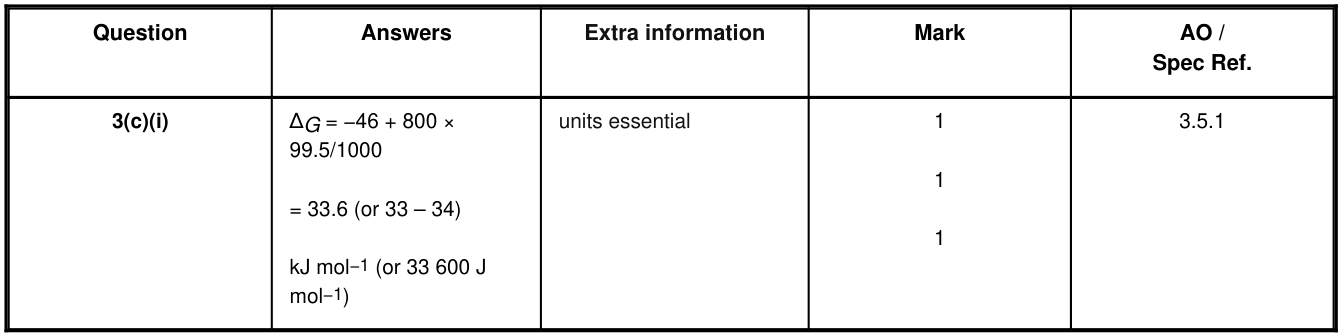 Question Answers Extra information Mark AO /
Spec Ref.
3(c)(i) ΔG = −46 + 800 × units essential 1 3.5.1
99.5/1000
1
= 33.6 (or 33 – 34)
1
kJ mol−1 (or 33 600 J
mol−1)